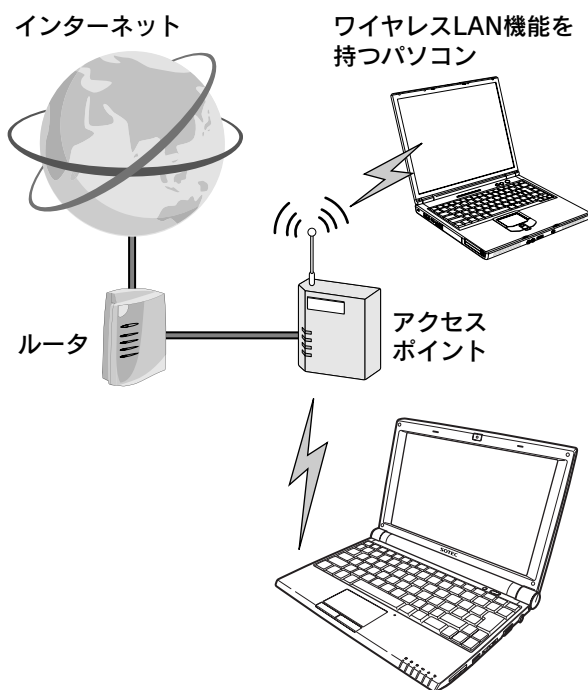 インターネット
ワイヤレスLAN機能を
持つパソコン
ルータ
アクセス
ポイント
SOTEC